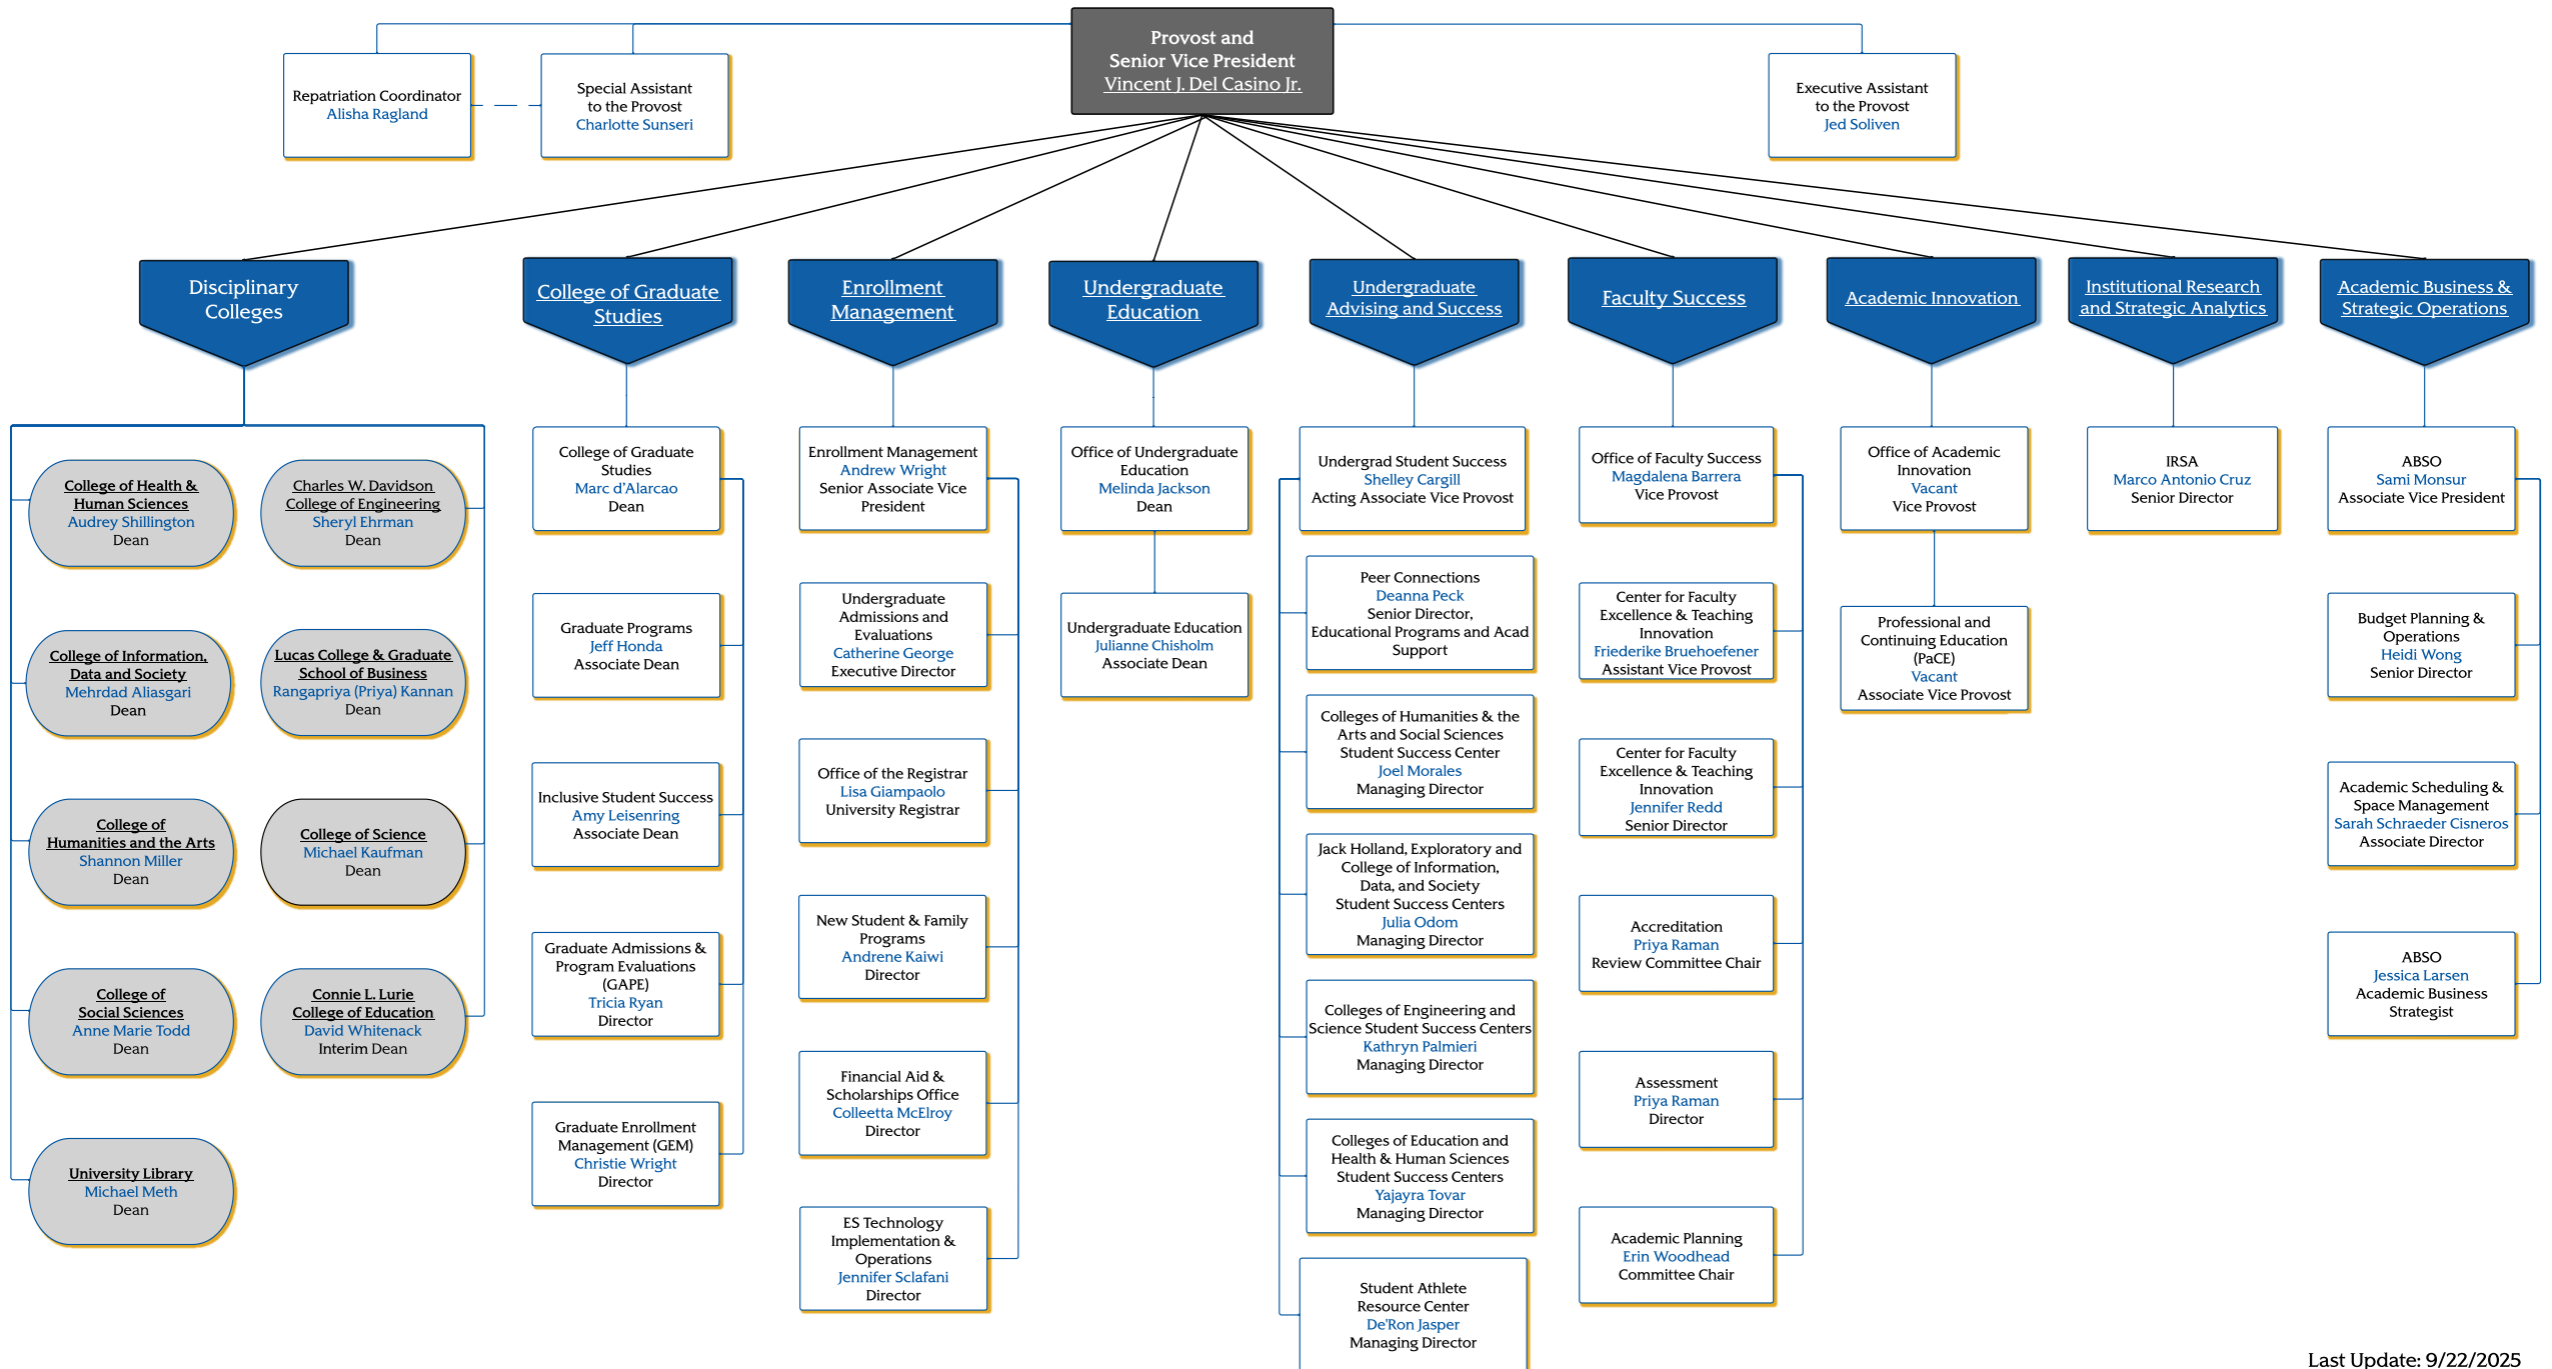 Provost and
Senior Vice President
Vincent J. Del Casino Jr.
Repatriation Coordinator
Alisha Ragland
Special Assistant
to the Provost
Charlotte Sunseri
Executive Assistant
to the Provost
Jed Soliven
Disciplinary
Colleges
College of Graduate
Studies
Enrollment
Management
Undergraduate
Education
Undergraduate
Advising and Success
Faculty Success
Academic Innovation
Institutional Research
and Strategic Analytics
Academic Business &
Strategic Operations
College of Health &
Human Sciences
Audrey Shillington
Dean
Charles W. Davidson
College of Engineering
Sheryl Ehrman
Dean
College of Information,
Data and Society
Mehrdad Aliasgari
Dean
Lucas College & Graduate
School of Business
Rangapriya (Priya) Kannan
Dean
College of
Humanities and the Arts
Shannon Miller
Dean
College of Science
Michael Kaufman
Dean
College of
Social Sciences
Anne Marie Todd
Dean
Connie L. Lurie
College of Education
David Whitenack
Interim Dean
University Library
Michael Meth
Dean
College of Graduate
Studies
Marc d'Alarcao
Dean
Graduate Programs
Jeff Honda
Associate Dean
Inclusive Student Success
Amy Leisenring
Associate Dean
Graduate Admissions &
Program Evaluations
(GAPE)
Tricia Ryan
Director
Graduate Enrollment
Management (GEM)
Christie Wright
Director
Enrollment Management
Andrew Wright
Senior Associate Vice
President
Undergraduate
Admissions and
Evaluations
Catherine George
Executive Director
Office of the Registrar
Lisa Giampaolo
University Registrar
New Student & Family
Programs
Andrene Kaiwi
Director
Financial Aid &
Scholarships Office
Colleetta McElroy
Director
ES Technology
Implementation &
Operations
Jennifer Sclafani
Director
Office of Undergraduate
Education
Melinda Jackson
Dean
Undergraduate Education
Julianne Chisholm
Associate Dean
Undergrad Student Success
Shelley Cargill
Acting Associate Vice Provost
Peer Connections
Deanna Peck
Senior Director,
Educational Programs and Acad
Support
Colleges of Humanities & the
Arts and Social Sciences
Student Success Center
Joel Morales
Managing Director
Jack Holland, Exploratory and
College of Information,
Data, and Society
Student Success Centers
Julia Odom
Managing Director
Colleges of Engineering and
Science Student Success Centers
Kathryn Palmieri
Managing Director
Colleges of Education and
Health & Human Sciences
Student Success Centers
Yajayra Tovar
Managing Director
Student Athlete
Resource Center
De'Ron Jasper
Managing Director
Office of Faculty Success
Magdalena Barrera
Vice Provost
Center for Faculty
Excellence & Teaching
Innovation
Friederike Bruehoefener
Assistant Vice Provost
Center for Faculty
Excellence & Teaching
Innovation
Jennifer Redd
Senior Director
Accreditation
Priya Raman
Review Committee Chair
Assessment
Priya Raman
Director
Academic Planning
Erin Woodhead
Committee Chair
Office of Academic
Innovation
Vacant
Vice Provost
Professional and
Continuing Education
(PaCE)
Vacant
Associate Vice Provost
IRSA
Marco Antonio Cruz
Senior Director
ABSO
Sami Monsur
Associate Vice President
Budget Planning &
Operations
Heidi Wong
Senior Director
Academic Scheduling &
Space Management
Sarah Schraeder Cisneros
Associate Director
ABSO
Jessica Larsen
Academic Business
Strategist
Last Update: 9/22/2025